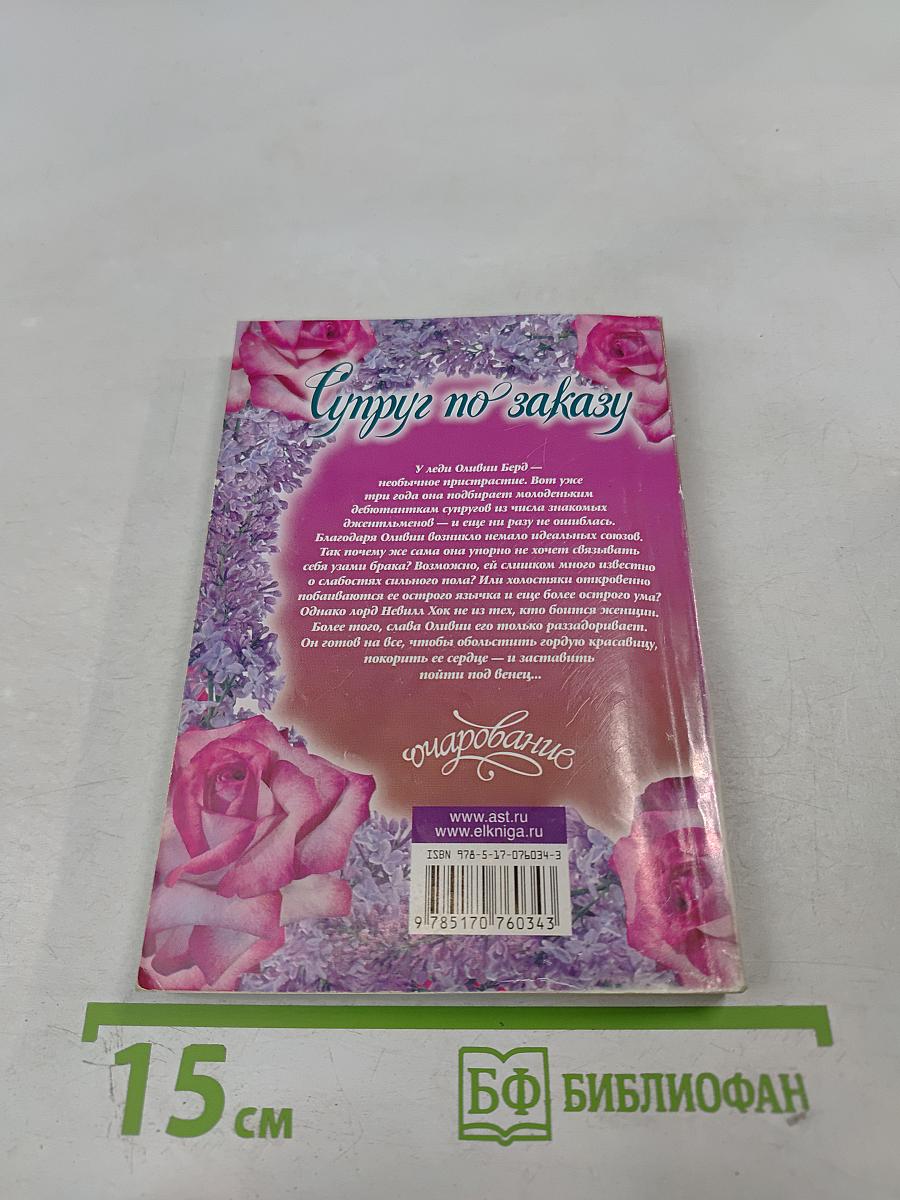 Супруг по заказу
У леди Оливии Берд —
необычное пристрастие. Вот уже
три года она подбирает молоденьким
дебютанткам супругов из числа знакомых
джентльменов — и еще ни разу не ошиблась.
Благодаря Оливии возникло немало идеальных союзов.
Так почему же сама она упорно не хочет связывать
себя узами брака? Возможно, ей слишком много известно
о слабостях сильного пола? Или холостяки откровенно
побаиваются ее острого язычка и еще более острого ума?
Однако лорд Невилл Хок не из тех, кто боится женщин.
Более того, слава Оливии его только раззадоривает.
Он готов на все, чтобы обольстить гордую красавицу,
покорить ее сердце — и заставить
пойти под венец...
очарование
www.ast.ru
www.elkniga.ru
ISBN 978-5-17-076034-3
9 785170 760343
15 см
БФ БИБЛИОФАН